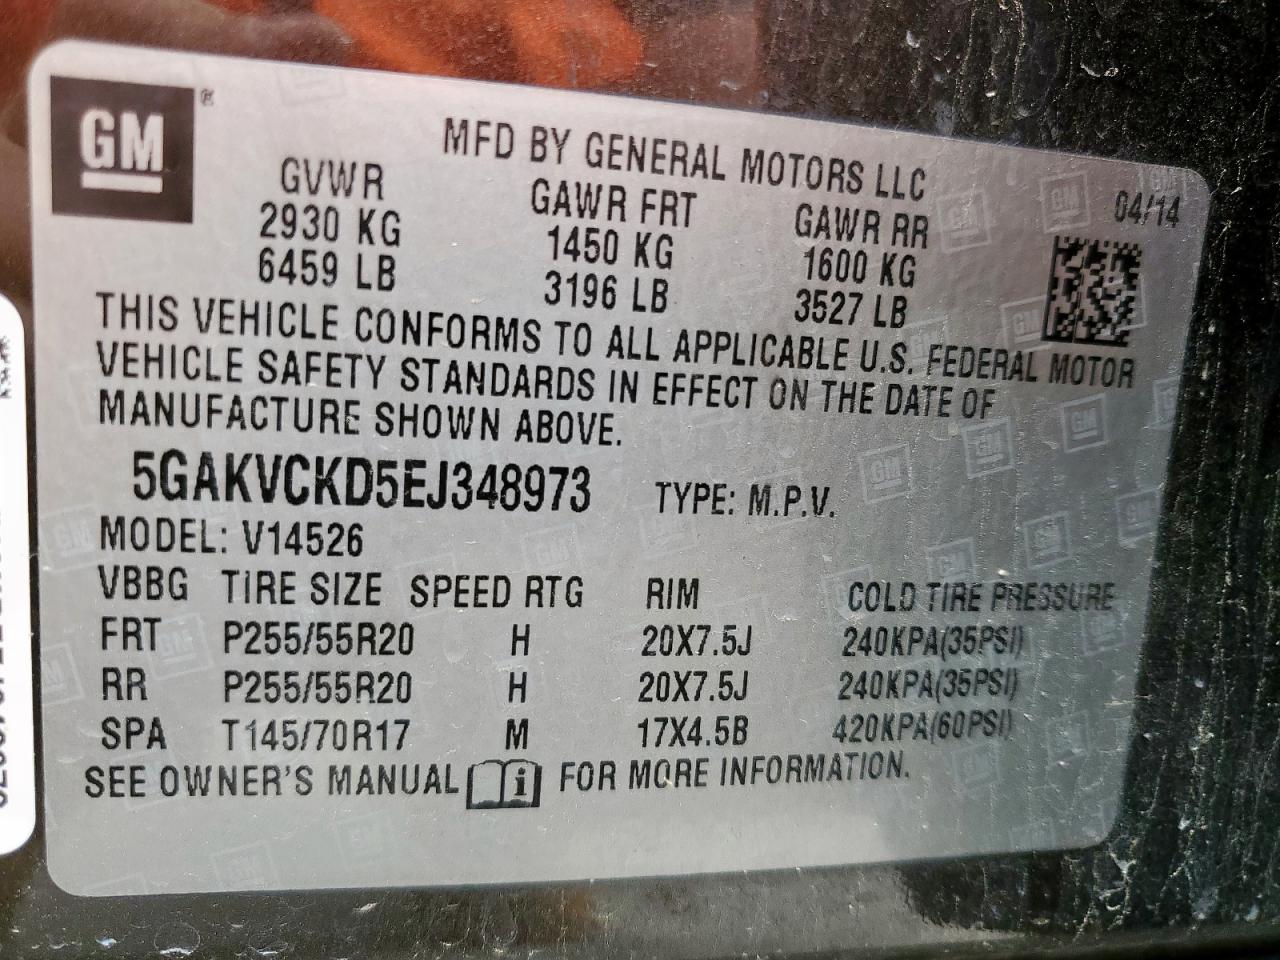 GM ®
MFD BY GENERAL MOTORS LLC
04/14
GVWR GAWR FRT GAWR RR
2930 KG 1450 KG 1600 KG
6459 LB 3196 LB 3527 LB
THIS VEHICLE CONFORMS TO ALL APPLICABLE U.S. FEDERAL MOTOR
VEHICLE SAFETY STANDARDS IN EFFECT ON THE DATE OF
MANUFACTURE SHOWN ABOVE.
5GAKVCKD5EJ348973 TYPE: M.P.V.
MODEL: V14526
VBBG TIRE SIZE SPEED RTG RIM COLD TIRE PRESSURE
FRT P255/55R20 H 20X7.5J 240KPA(35PSI)
RR P255/55R20 H 20X7.5J 240KPA(35PSI)
SPA T145/70R17 M 17X4.5B 420KPA(60PSI)
SEE OWNER'S MANUAL i FOR MORE INFORMATION.